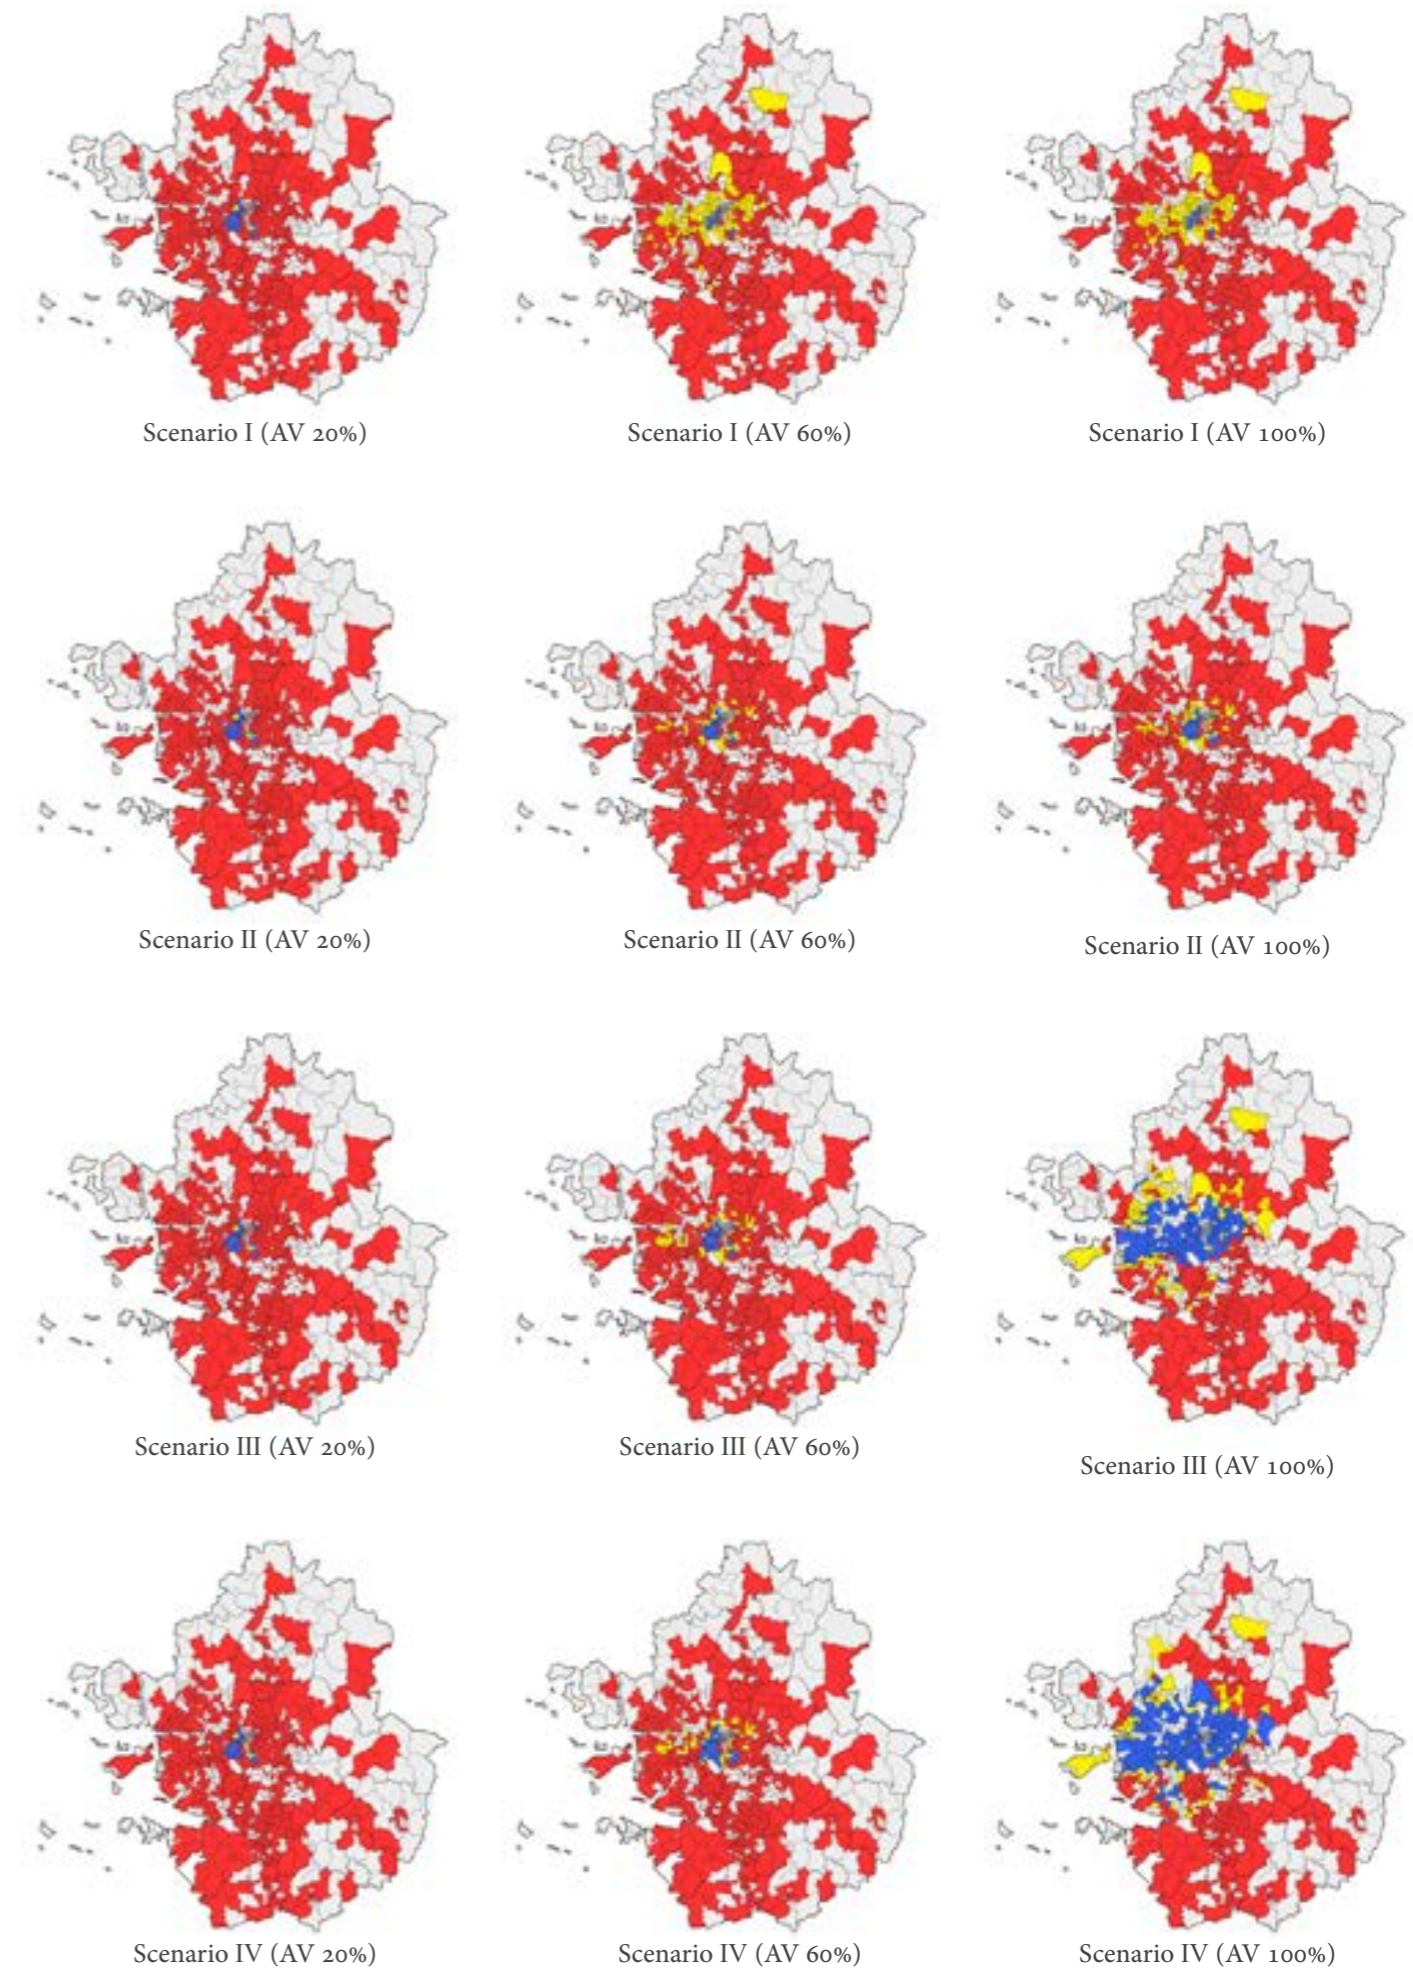 Scenario I (AV 20%)
Scenario I (AV 60%)
Scenario I (AV 100%)
Scenario II (AV 20%)
Scenario II (AV 60%)
Scenario II (AV 100%)
Scenario III (AV 20%)
Scenario III (AV 60%)
Scenario III (AV 100%)
Scenario IV (AV 20%)
Scenario IV (AV 60%)
Scenario IV (AV 100%)